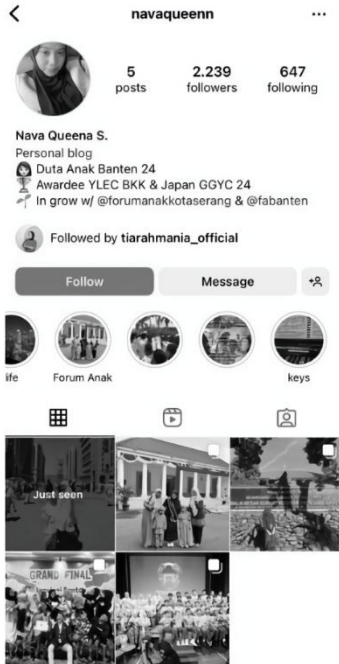 navaqueenn
5 2.239 647
posts followers following
Nava Queena S.
Personal blog
Duta Anak Banten 24
Awardee YLEC BKK & Japan GGYC 24
In grow w/ @forumanakkotaserang & @fabanten
Followed by tiarahmania_official
Follow Message
life Forum Anak keys
Just seen
GRAND FINAL